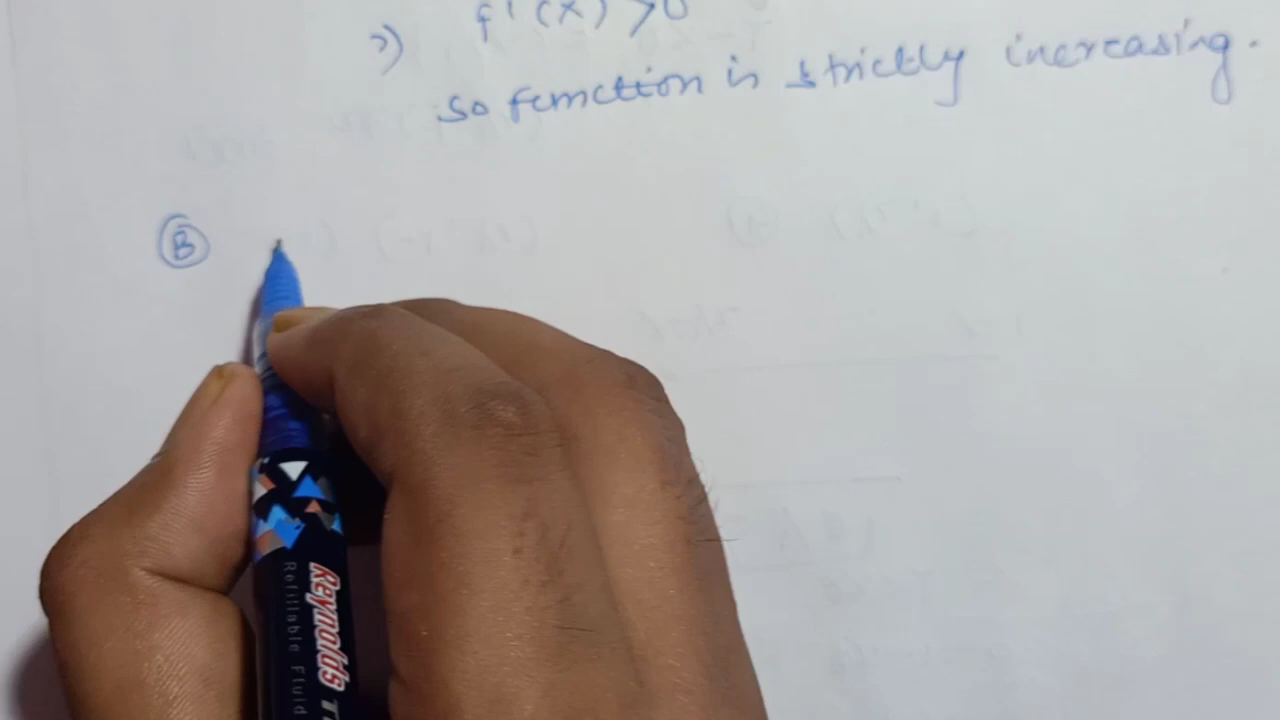 f'(x) >0
=)
so function is strictly increasing.
B
Reynolds
Refillable Fluid